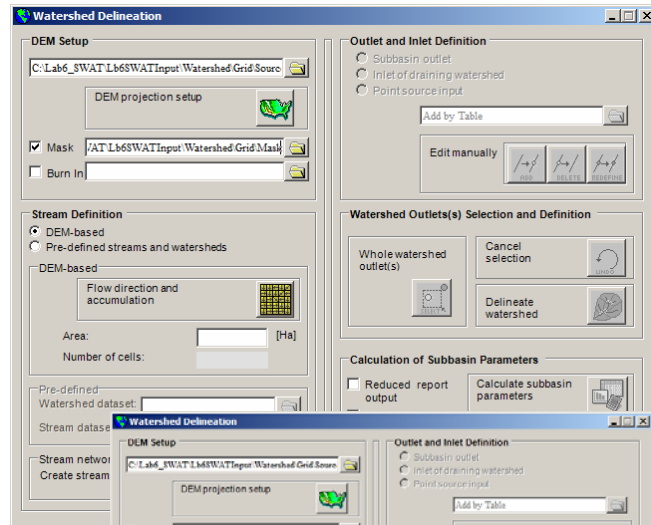 Watershed Delineation
DEM Setup
C:\Lab6_SWAT\Lb6SWATInput\Watershed\Grid\Sourc
DEM projection setup
Mask
/AT\Lb6SWATInput\Watershed\Grid\Mask
Burn In
Stream Definition
DEM-based
Pre-defined streams and watersheds
DEM-based
Flow direction and
accumulation
Area:
[Ha]
Number of cells:
Pre-defined
Watershed dataset:
Stream datase
Stream networ
Create stream
Outlet and Inlet Definition
Subbasin outlet
Inlet of draining watershed
Point source input
Add by Table
Edit manually
ADD
DELETE
REDEFINE
Watershed Outlets(s) Selection and Definition
Whole watershed
outlet(s)
SELECT
Cancel
selection
UNDO
Delineate
watershed
Calculation of Subbasin Parameters
Reduced report
output
Calculate subbasin
parameters
Watershed Delineation
DEM Setup
C:\Lab6_SWAT\Lb6SWATInput\Watershed\Grid\Sourc
DEM projection setup
Outlet and Inlet Definition
Subbasin outlet
Inlet of draining watershed
Point source input
Add by Table